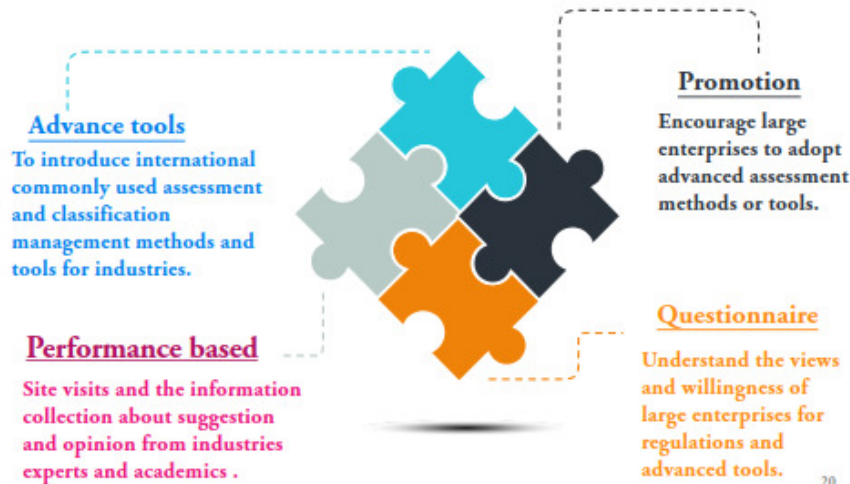 Advance tools
To introduce international
commonly used assessment
and classification
management methods and
tools for industries.
Promotion
Encourage large
enterprises to adopt
advanced assessment
methods or tools.
Performance based
Site visits and the information
collection about suggestion
and opinion from industries
experts and academics .
Questionnaire
Understand the views
and willingness of
large enterprises for
regulations and
advanced tools.
20